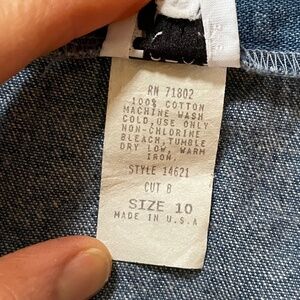 RN 71802
100% COTTON
MACHINE WASH
COLD, USE ONLY
NON-CHLORINE
BLEACH, TUMBLE
DRY LOW, WARM
IRON,
STYLE 14621
CUT B
SIZE 10
MADE IN U.S.A